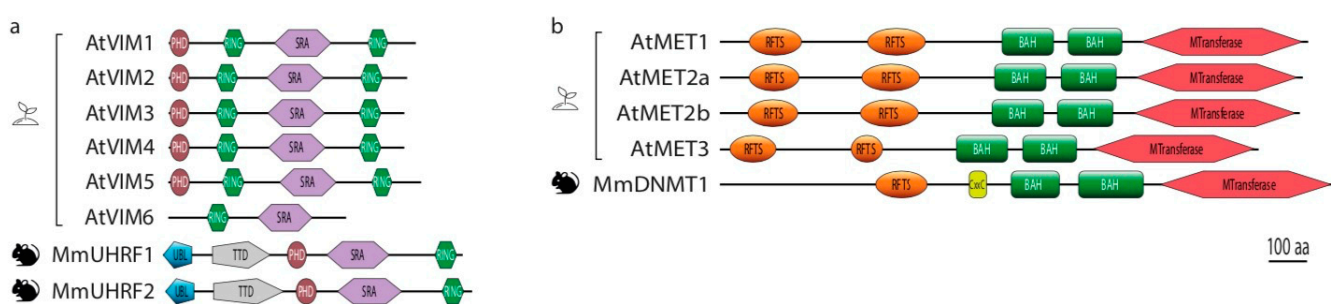 a
AtVIM1 PHD RING SRA RING
AtVIM2 PHD RING SRA RING
AtVIM3 PHD RING SRA RING
AtVIM4 PHD RING SRA RING
AtVIM5 PHD RING SRA RING
AtVIM6 RING SRA
MmUHRF1 UBL TTD PHD SRA RING
MmUHRF2 UBL TTD PHD SRA RING
b
AtMET1 RFTS RFTS BAH BAH MTransferase
AtMET2a RFTS RFTS BAH BAH MTransferase
AtMET2b RFTS RFTS BAH BAH MTransferase
AtMET3 RFTS RFTS BAH BAH MTransferase
MmDNMT1 RFTS CxxC BAH BAH MTransferase
100 aa